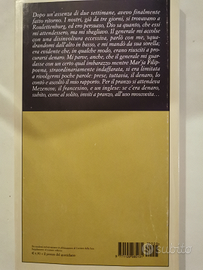 Dopo un'assenza di due settimane, avevo finalmente
fatto ritorno. I nostri, già da tre giorni, si trovavano a
Roulettenburg. Credevo che Dio sa quanto, che essi
mi attendessero, ma mi sbagliavo. Il generale mi accolse
con una disinvoltura eccessiva, parlò con me, squa-
drandomi dall'alto in basso, e mi mandò da sua sorella;
era evidente che, in qualche modo, erano riusciti a pro-
curarsi del denaro. Mi parve, anche, che il generale mi guar-
dasse con un certo qual imbarazzo mentre Mar'ja Filip-
povna, straordinariamente indaffarata, si era limitata
a rivolgermi poche parole: prese, tuttavia, il denaro, lo
contò e ascoltò il mio rapporto. Per il pranzo si attendeva
Mezencov, il francesino, e un inglese: se c'era denaro,
subito, come al solito, inviti a pranzo, all'uso moscovita...
Subito.it